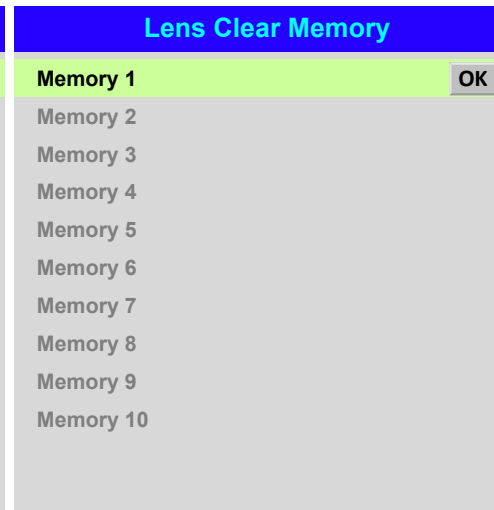 Lens Clear Memory
Memory 1 OK
Memory 2
Memory 3
Memory 4
Memory 5
Memory 6
Memory 7
Memory 8
Memory 9
Memory 10